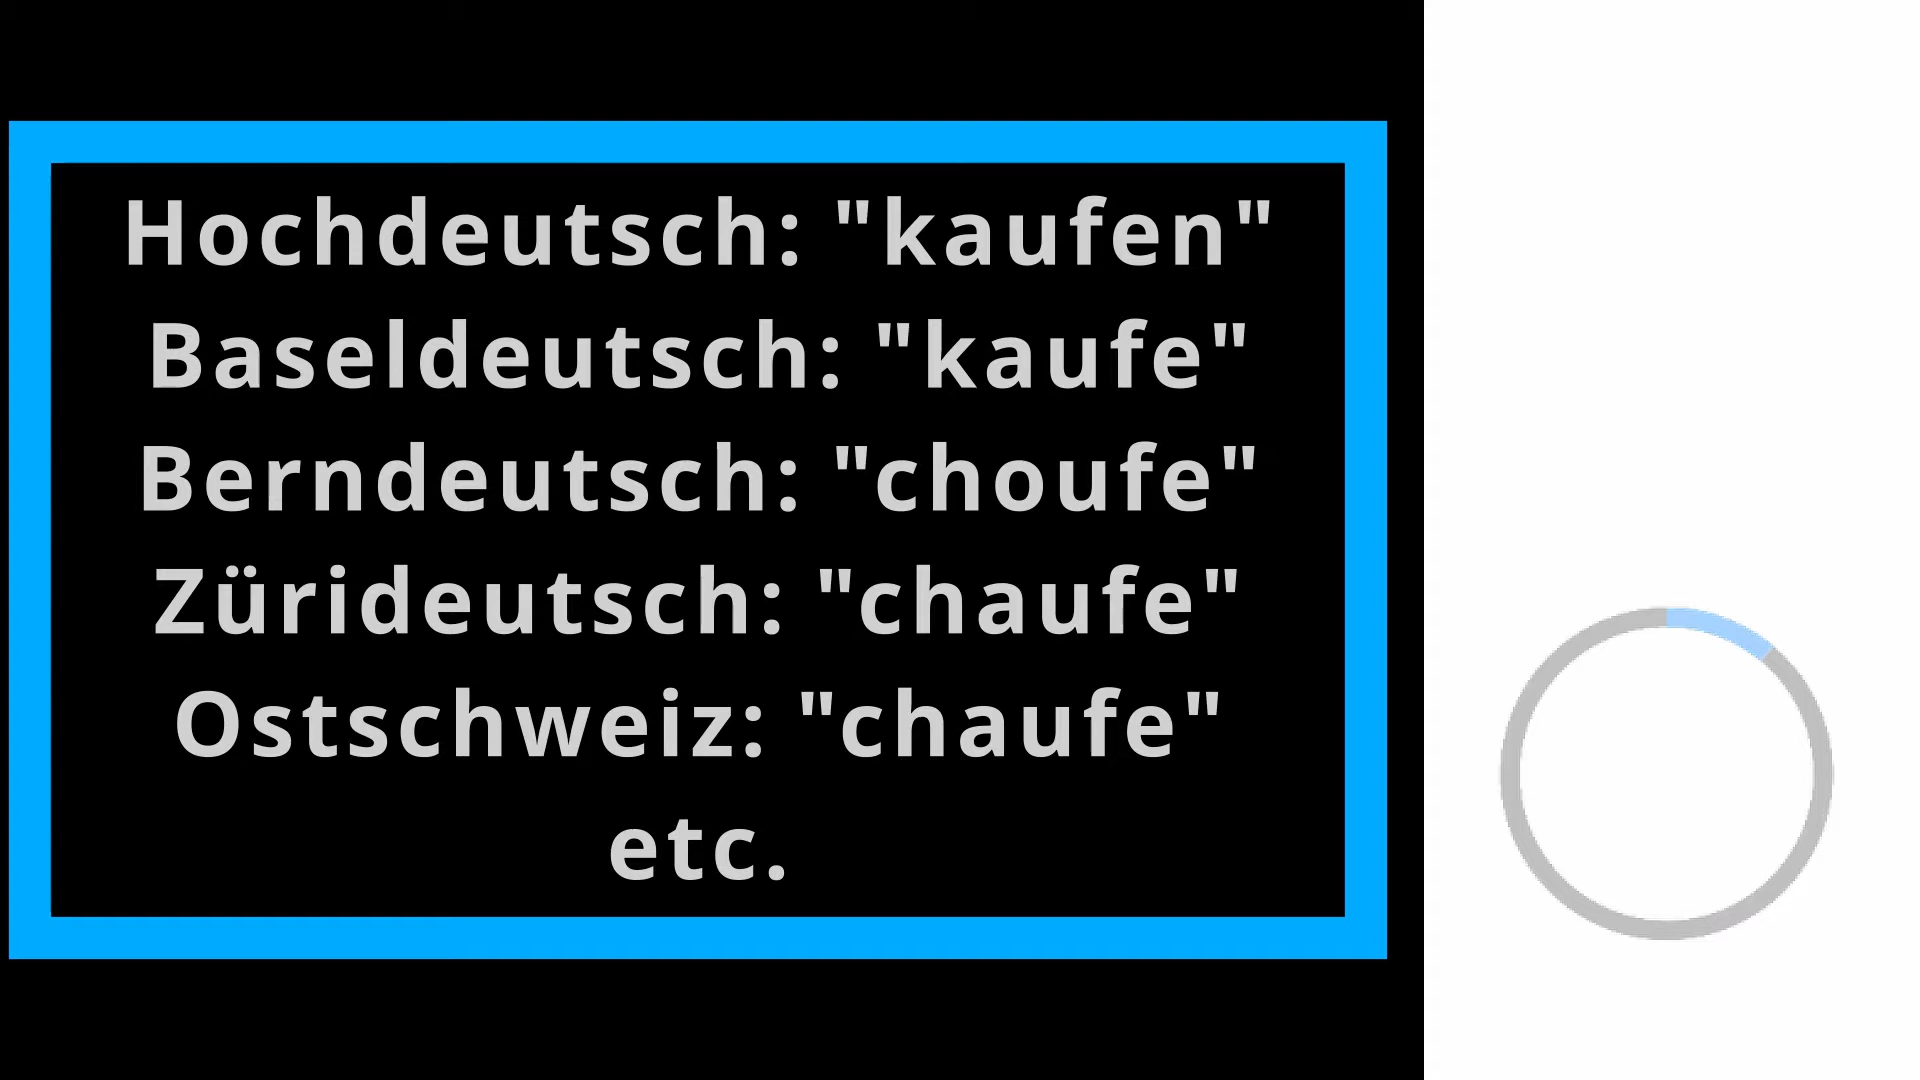 Hochdeutsch: "kaufen"
Baseldeutsch: "kaufe"
Berndeutsch: "choufe"
Zürideutsch: "chaufe"
Ostschweiz: "chaufe"
etc.